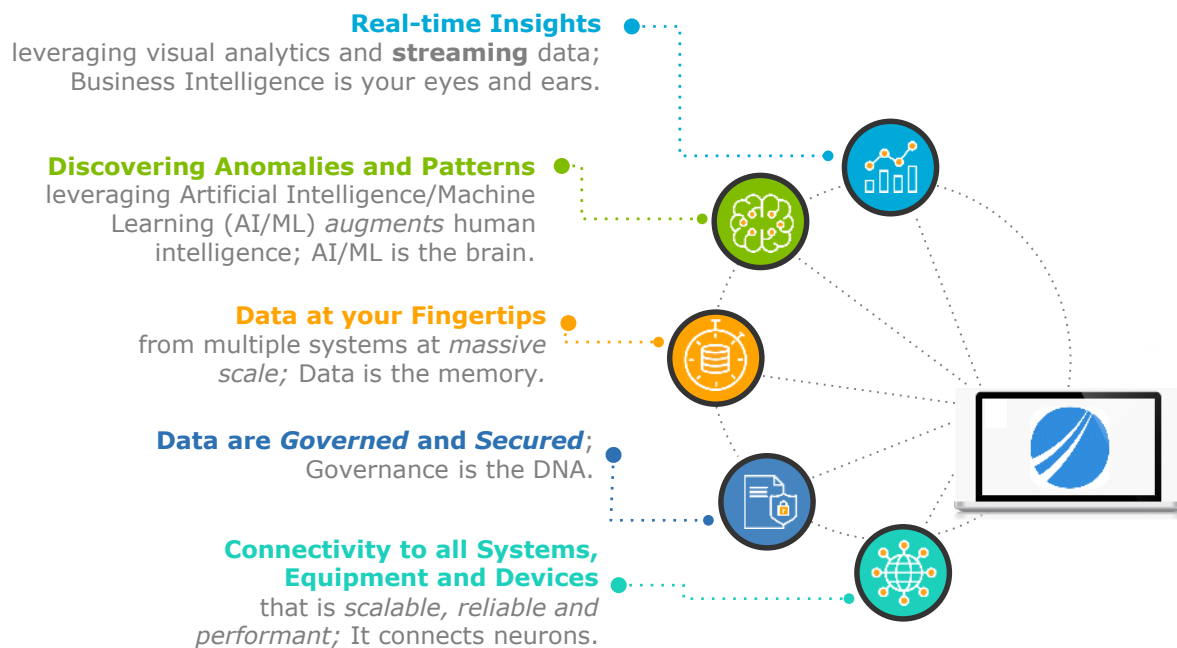 Real-time Insights
leveraging visual analytics and streaming data;
Business Intelligence is your eyes and ears.
Discovering Anomalies and Patterns
leveraging Artificial Intelligence/Machine
Learning (AI/ML) augments human
intelligence; AI/ML is the brain.
Data at your Fingertips
from multiple systems at massive
scale; Data is the memory.
Data are Governed and Secured;
Governance is the DNA.
Connectivity to all Systems,
Equipment and Devices
that is scalable, reliable and
performant; It connects neurons.